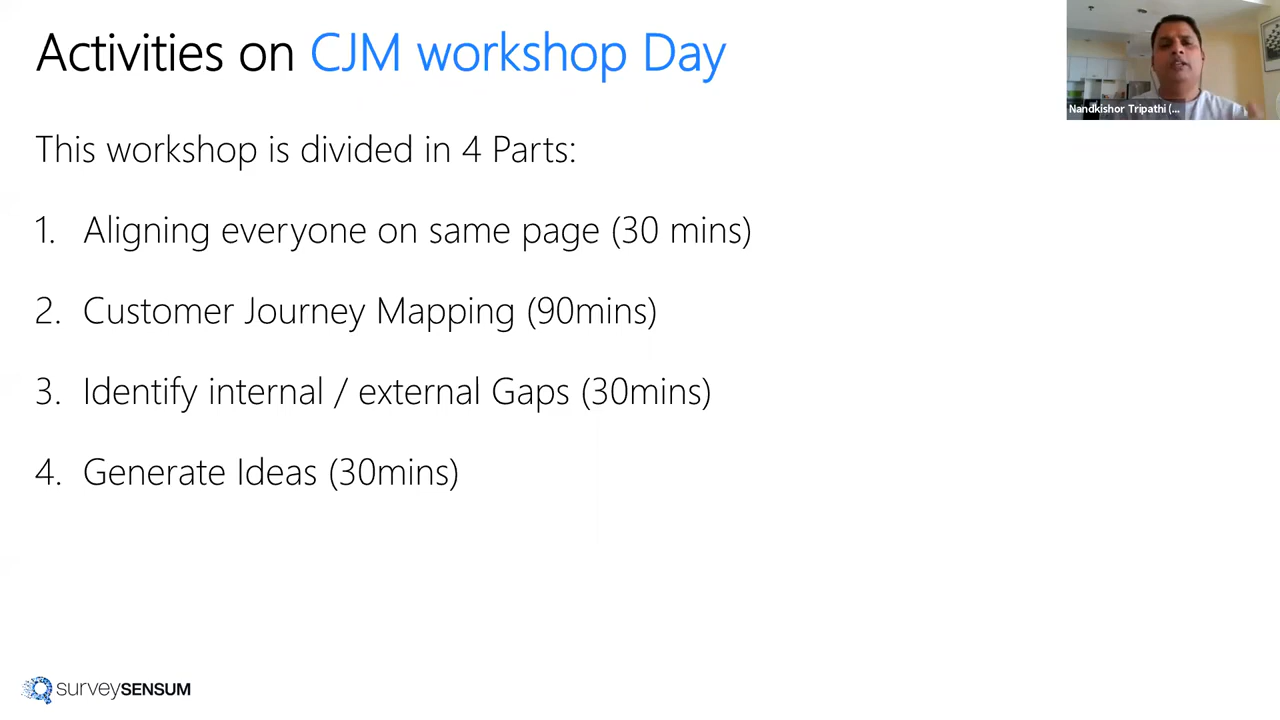 Activities on CJM workshop Day
Nandkishor Tripathi (...
This workshop is divided in 4 Parts:
1. Aligning everyone on same page (30 mins)
2. Customer Journey Mapping (90mins)
3. Identify internal / external Gaps (30mins)
4. Generate Ideas (30mins)
surveySENSUM